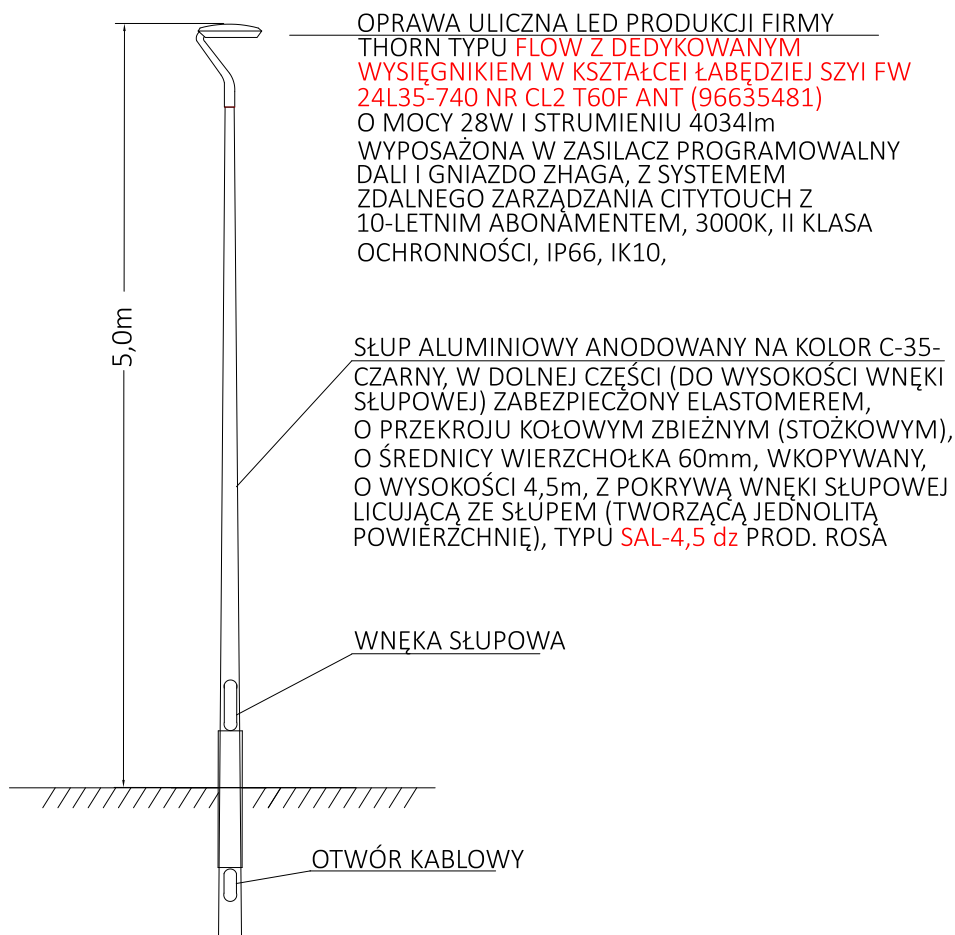 OPRAWA ULICZNA LED PRODUKCJI FIRMY
THORN TYPU FLOW Z DEDYKOWANYM
WYSIĘGNIKIEM W KSZTAŁCEI ŁABĘDZIEJ SZYI FW
24L35-740 NR CL2 T60F ANT (96635481)
O MOCY 28W I STRUMIENIU 4034lm
WYPOSAŻONA W ZASILACZ PROGRAMOWALNY
DALI I GNIAZDO ZHAGA, Z SYSTEMEM
ZDALNEGO ZARZĄDZANIA CITYTOUCH Z
10-LETNIM ABONAMENTEM, 3000K, II KLASA
OCHRONNOŚCI, IP66, IK10,
5,0m
SŁUP ALUMINIOWY ANODOWANY NA KOLOR C-35-
CZARNY, W DOLNEJ CZĘŚCI (DO WYSOKOŚCI WNĘKI
SŁUPOWEJ) ZABEZPIECZONY ELASTOMEREM,
O PRZEKROJU KOŁOWYM ZBIEŻNYM (STOŻKOWYM),
O ŚREDNICY WIERZCHOŁKA 60mm, WKOPYWANY,
O WYSOKOŚCI 4,5m, Z POKRYWĄ WNĘKI SŁUPOWEJ
LICUJĄCĄ ZE SŁUPEM (TWORZĄCĄ JEDNOLITĄ
POWIERZCHNIĘ), TYPU SAL-4,5 dz PROD. ROSA
WNĘKA SŁUPOWA
OTWÓR KABLOWY